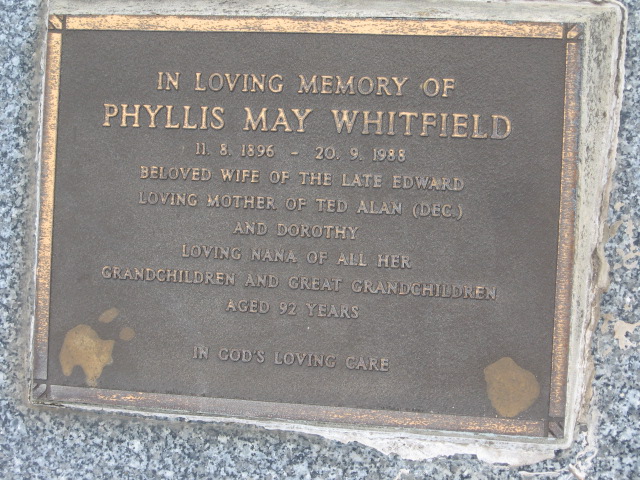 IN LOVING MEMORY OF
PHYLLIS MAY WHITFIELD
11. 8. 1896 - 20. 9. 1988
BELOVED WIFE OF THE LATE EDWARD
LOVING MOTHER OF TED ALAN (DEC.)
AND DOROTHY
LOVING NANA OF ALL HER
GRANDCHILDREN AND GREAT GRANDCHILDREN
AGED 92 YEARS
IN GOD'S LOVING CARE